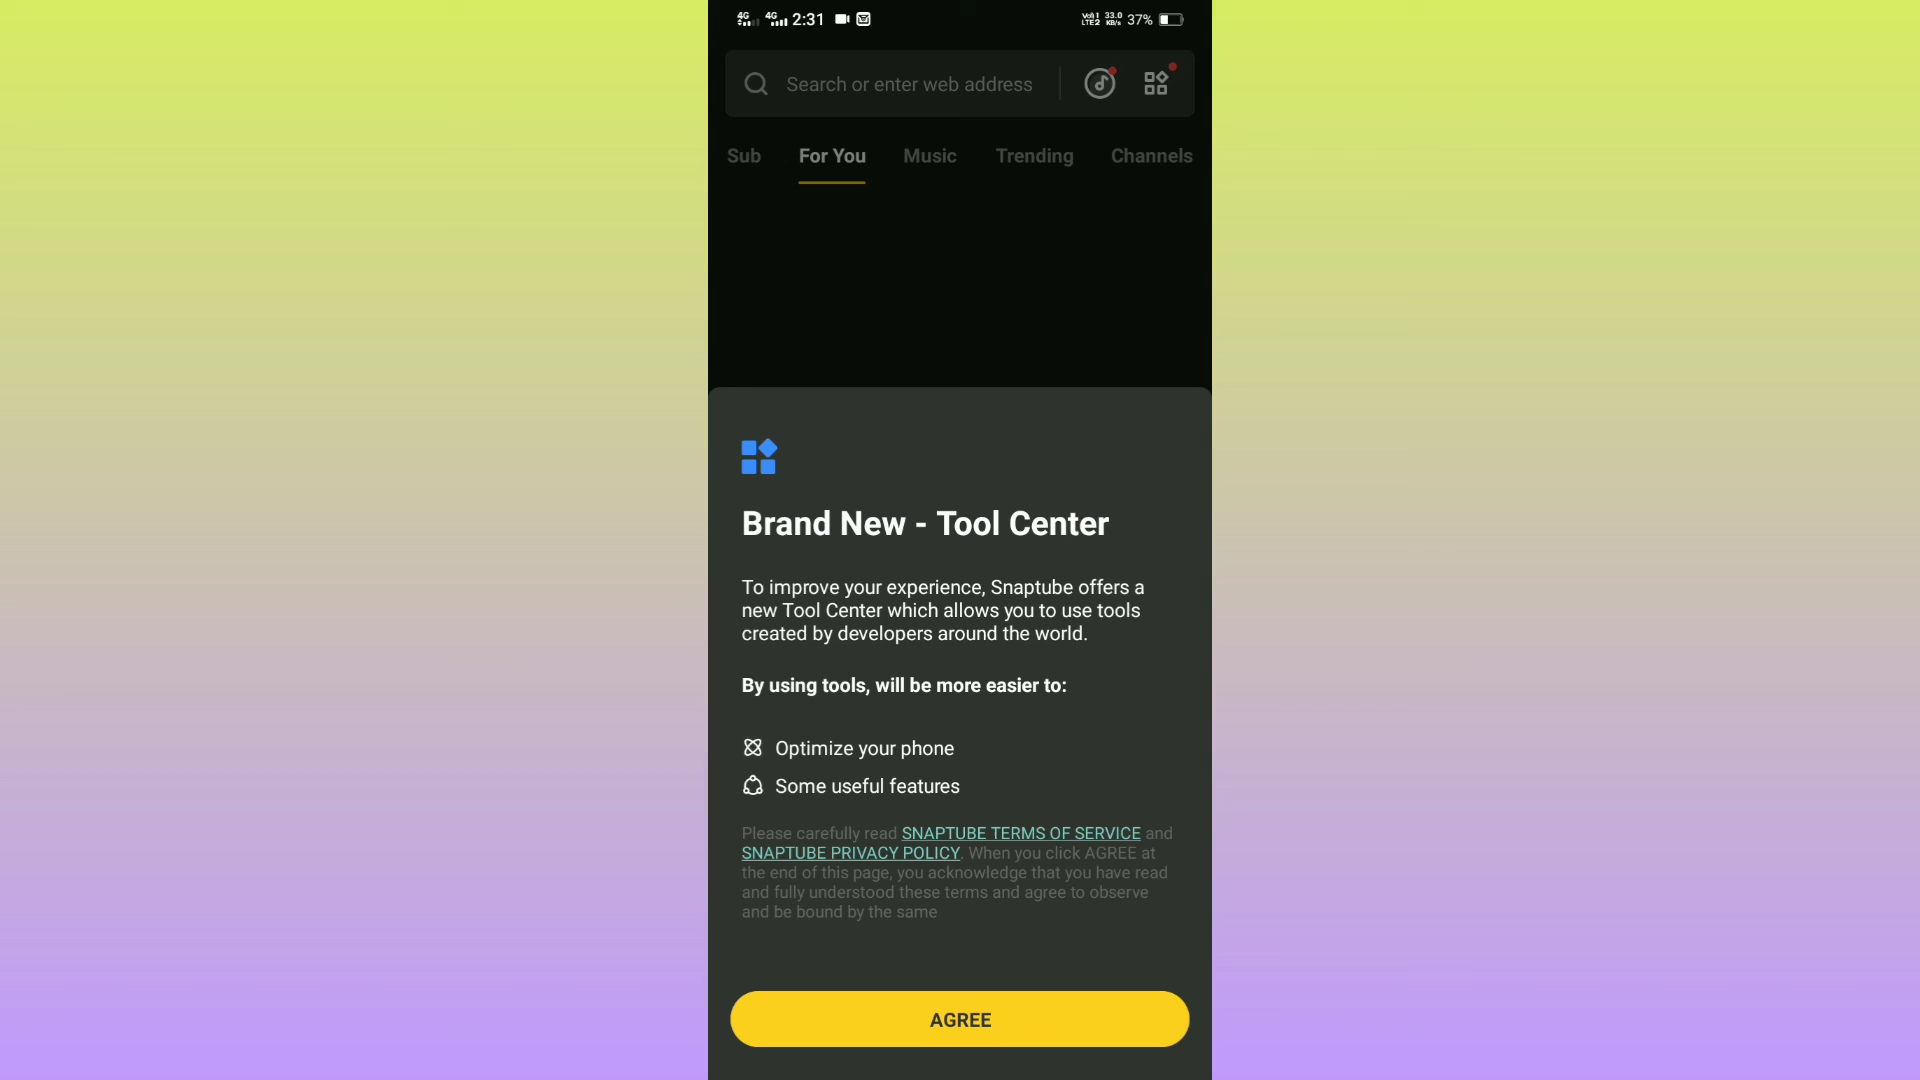 4G 4G 2:31 33.0 KB/s 37%
Search or enter web address
Sub For You Music Trending Channels
Brand New - Tool Center
To improve your experience, Snaptube offers a
new Tool Center which allows you to use tools
created by developers around the world.
By using tools, will be more easier to:
Optimize your phone
Some useful features
Please carefully read SNAPTUBE TERMS OF SERVICE and
SNAPTUBE PRIVACY POLICY. When you click AGREE at
the end of this page, you acknowledge that you have read
and fully understood these terms and agree to observe
and be bound by the same
AGREE